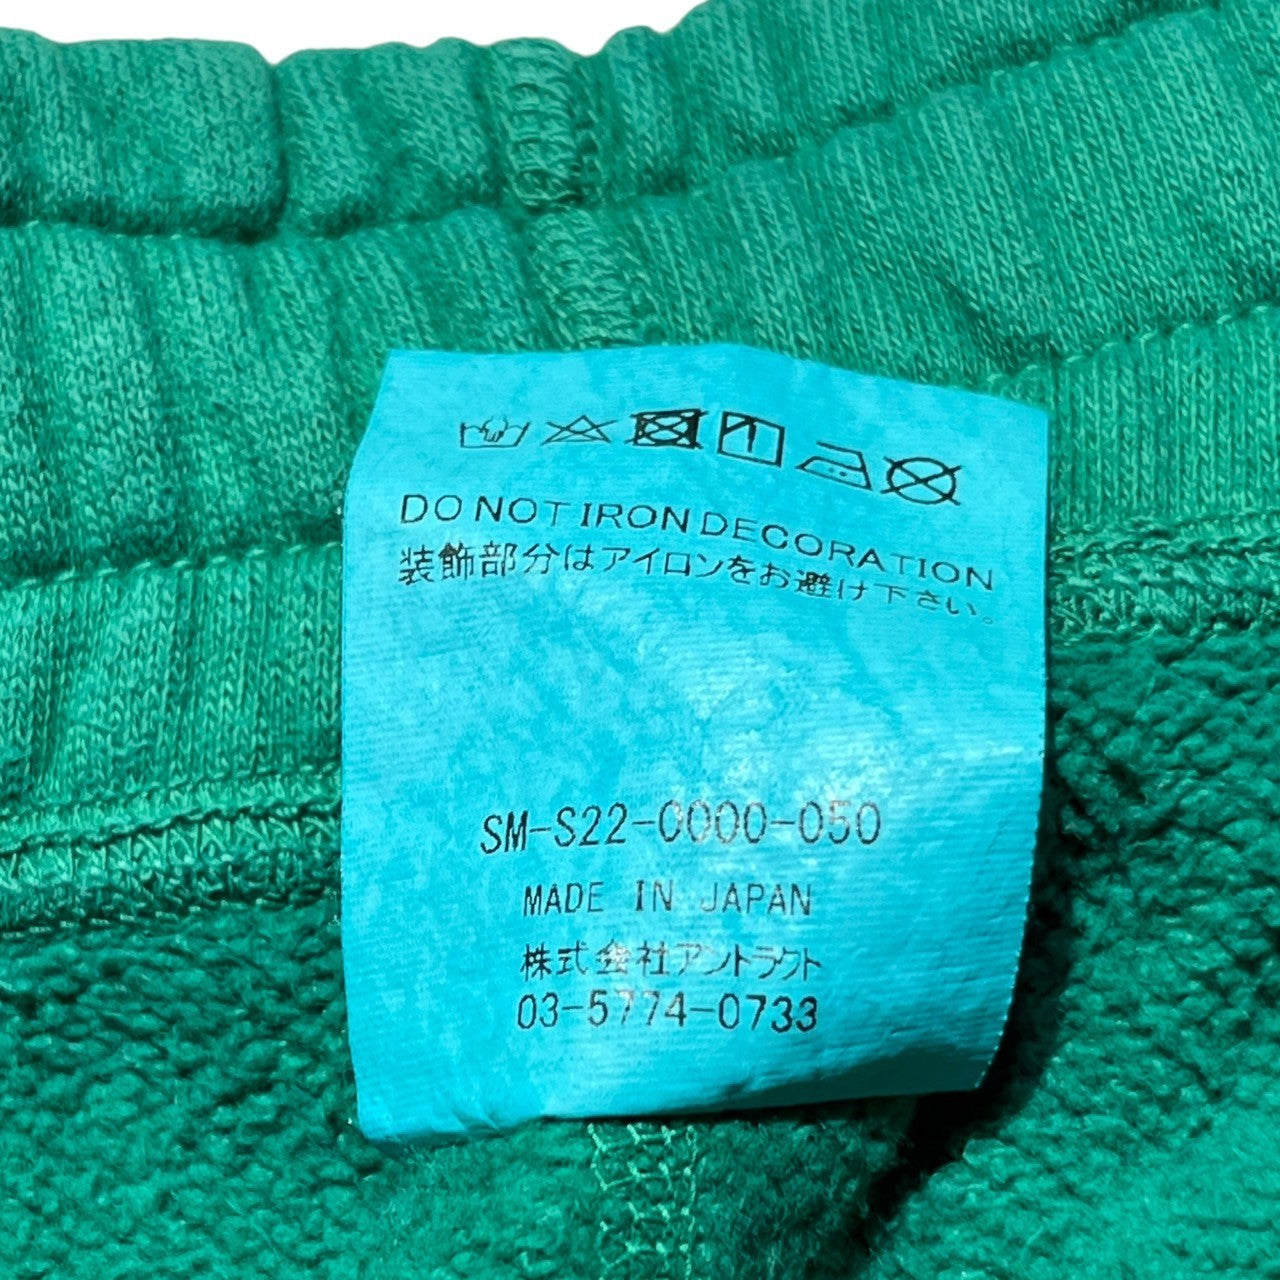 DO NOT IRON DECORATION
装飾部分はアイロンをお避け下さい。
SM-S22-0000-050
MADE IN JAPAN
株式会社アントラクト
03-5774-0733